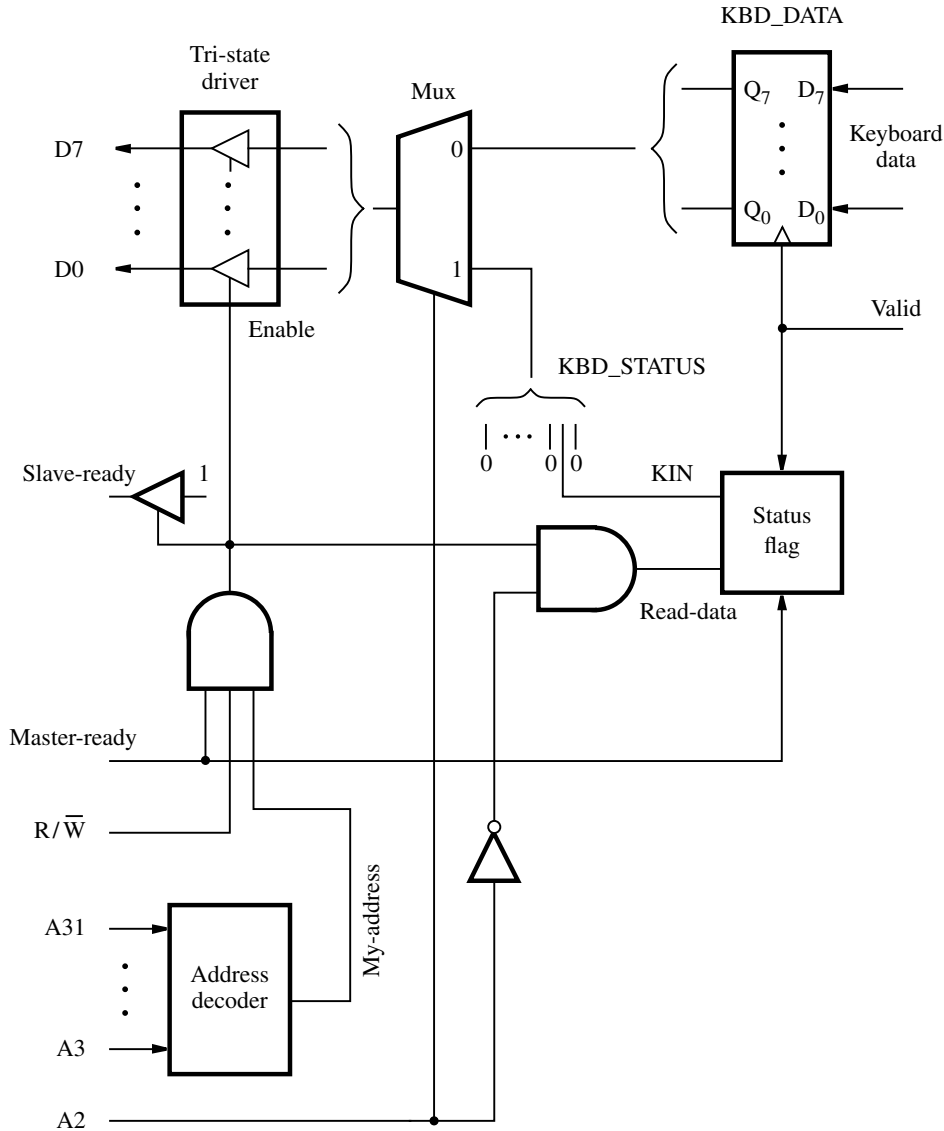 KBD_DATA
Tri-state
driver
Mux
Q7 D7
D7
0
Keyboard
data
Q0 D0
D0
1
Enable
Valid
KBD_STATUS
0 0 0
Slave-ready
1
KIN
Status
flag
Read-data
Master-ready
R/W̅
My-address
A31
Address
decoder
A3
A2